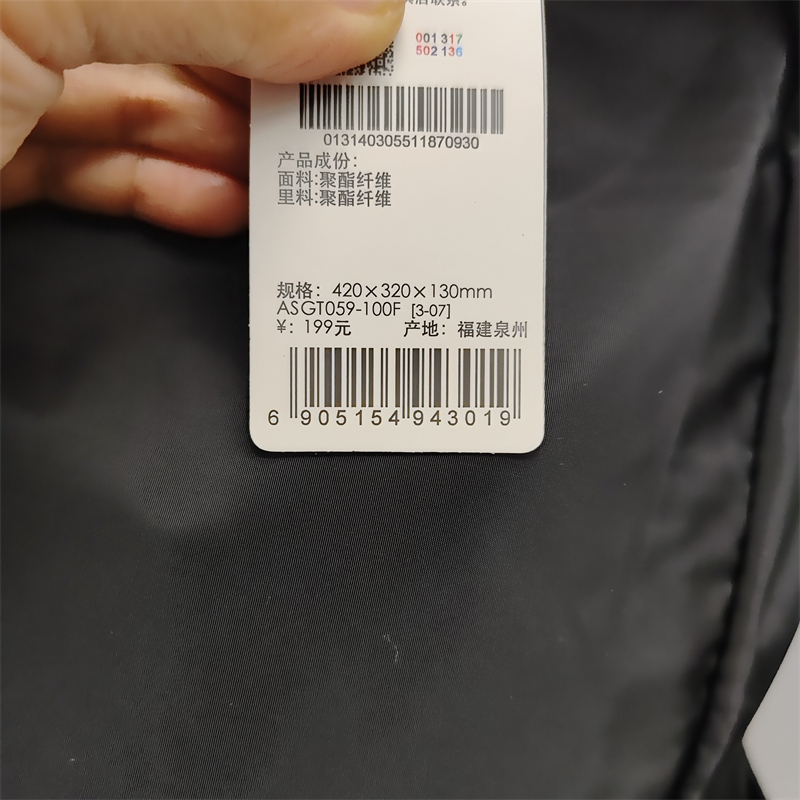 001 317
502 136
013140305511870930
产品成份：
面料:聚酯纤维
里料:聚酯纤维
规格：420×320×130mm
ASGT059-100F [3-07]
¥：199元 产地：福建泉州
6 905154 943019